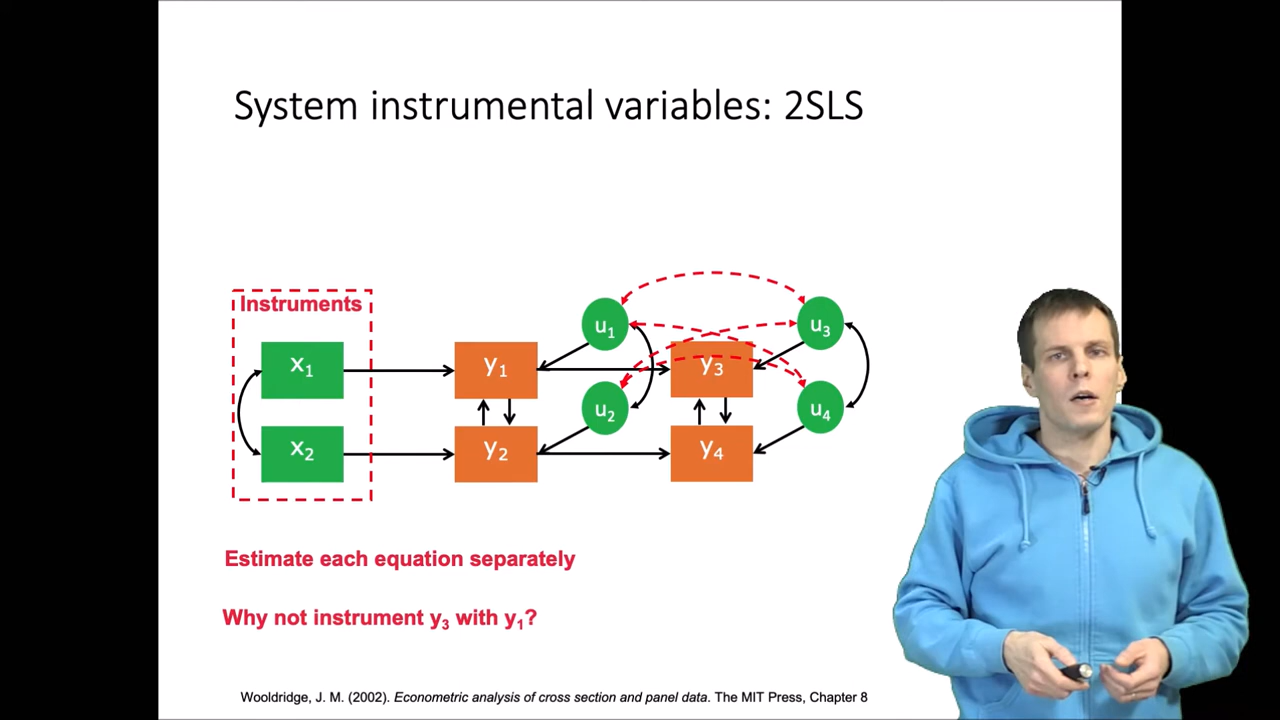 System instrumental variables: 2SLS
Instruments
x₁ y₁ u₁ y₃ u₃
x₂ y₂ u₂ y₄ u₄
Estimate each equation separately
Why not instrument y₃ with y₁?
Wooldridge, J. M. (2002). Econometric analysis of cross section and panel data. The MIT Press, Chapter 8